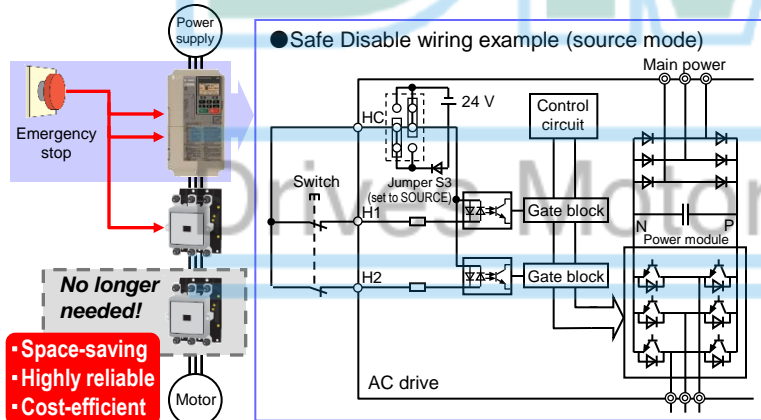 Power
supply
Emergency
stop
No longer
needed!
▪ Space-saving
▪ Highly reliable
▪ Cost-efficient
Motor
●Safe Disable wiring example (source mode)
Main power
HC
24 V
Control
circuit
Switch
Jumper S3
(set to SOURCE)
H1
Gate block
N
P
Power module
H2
Gate block
AC drive
Drives Motor